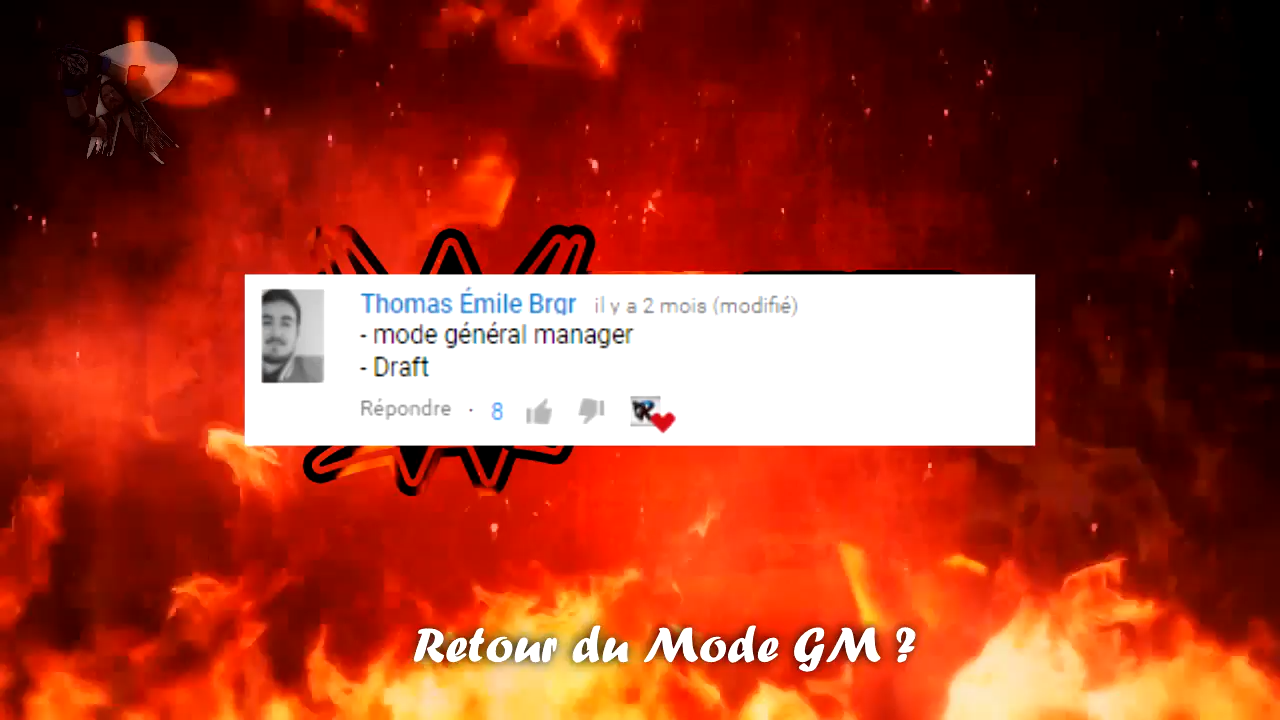 Thomas Émile Brgr il y a 2 mois (modifié)
- mode général manager
- Draft
Répondre · 8
Retour du Mode GM ?